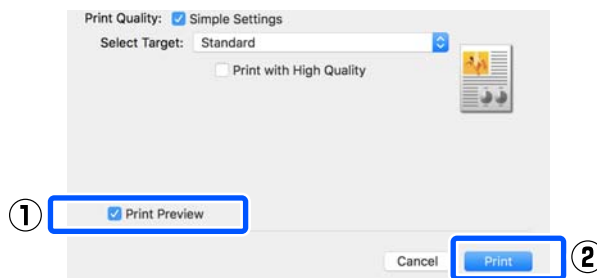 Print Quality: Simple Settings
Select Target: Standard
Print with High Quality
① Print Preview
Cancel Print ②